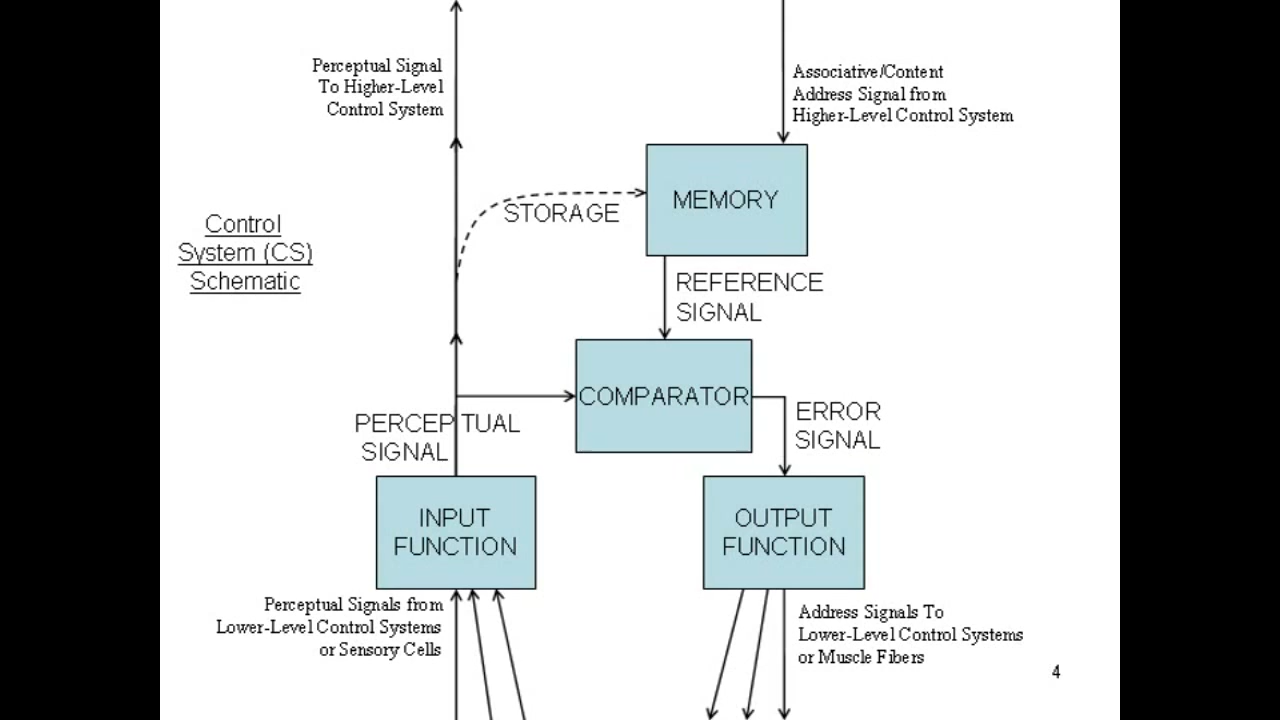 Perceptual Signal
To Higher-Level
Control System
Associative/Content
Address Signal from
Higher-Level Control System
MEMORY
STORAGE
Control
System (CS)
Schematic
REFERENCE
SIGNAL
COMPARATOR
PERCEPTUAL
SIGNAL
ERROR
SIGNAL
INPUT
FUNCTION
OUTPUT
FUNCTION
Perceptual Signals from
Lower-Level Control Systems
or Sensory Cells
Address Signals To
Lower-Level Control Systems
or Muscle Fibers
4